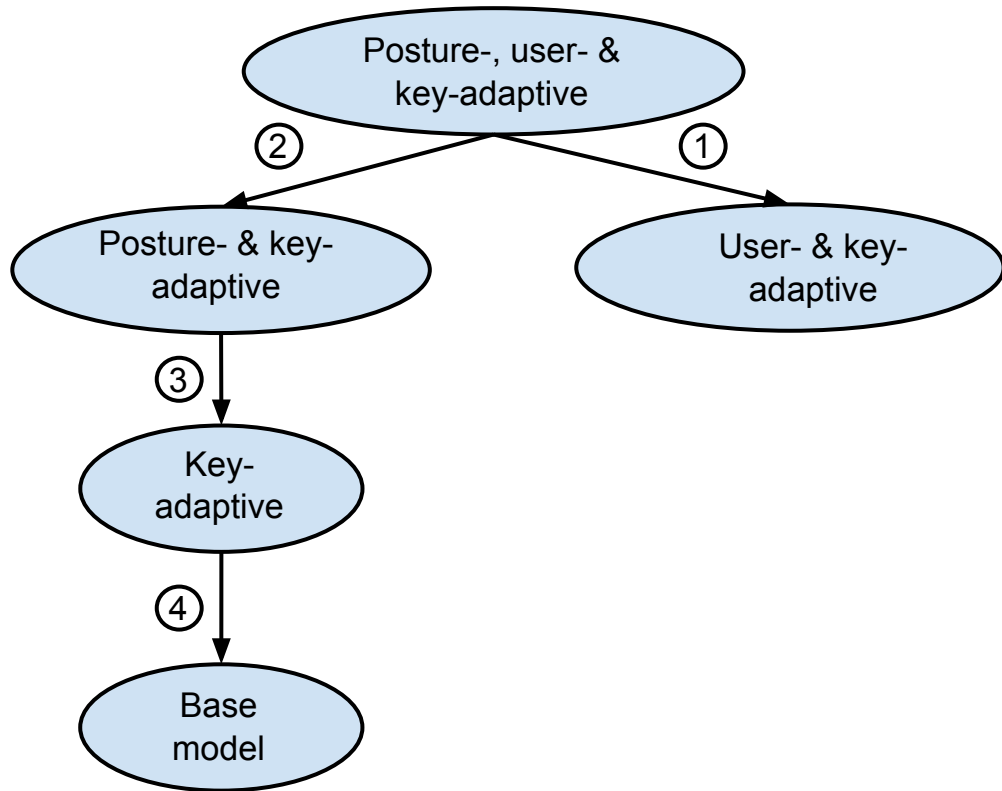 Posture-, user- &
key-adaptive
2
1
Posture- & key-
adaptive
User- & key-
adaptive
3
Key-
adaptive
4
Base
model